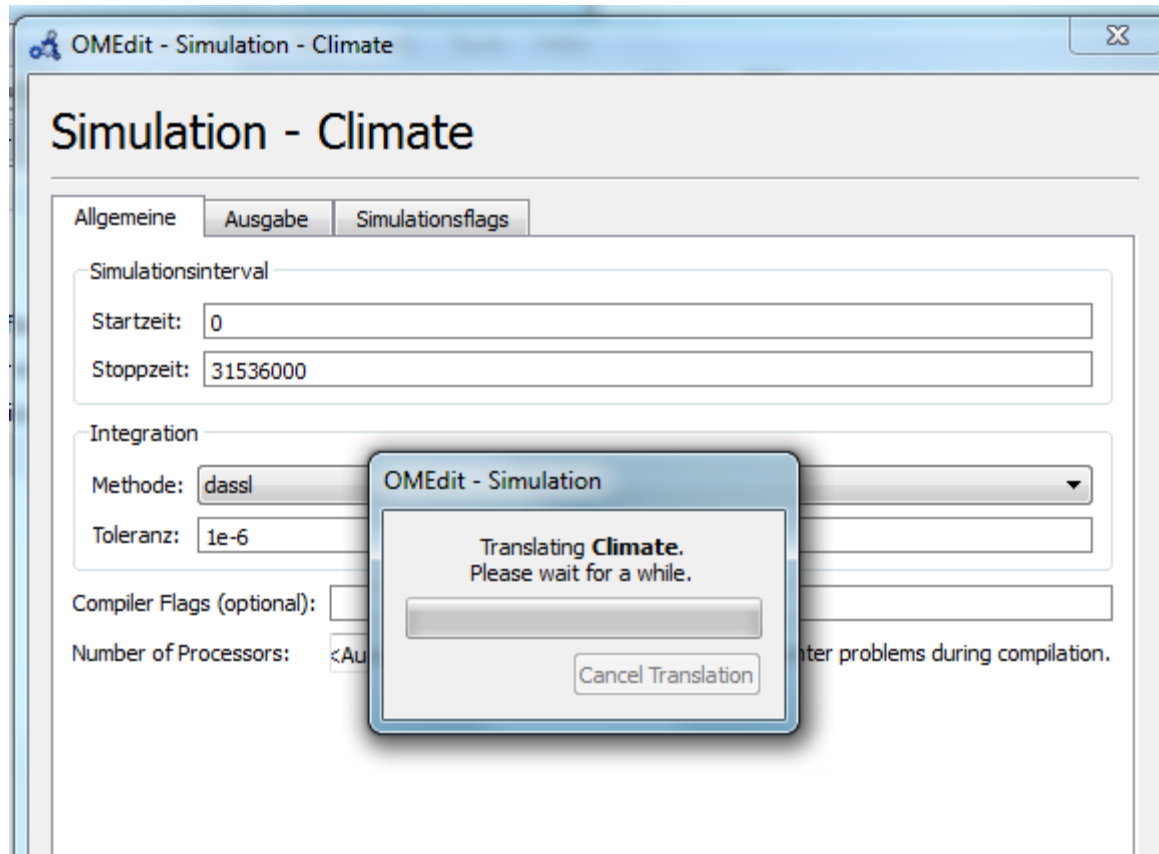 OMEdit - Simulation - Climate
Simulation - Climate
Allgemeine Ausgabe Simulationsflags
Simulationsinterval
Startzeit: 0
Stoppzeit: 31536000
Integration
Methode: dassl
Toleranz: 1e-6
Compiler Flags (optional):
Number of Processors: <Au
problems during compilation.
OMEdit - Simulation
Translating Climate.
Please wait for a while.
Cancel Translation